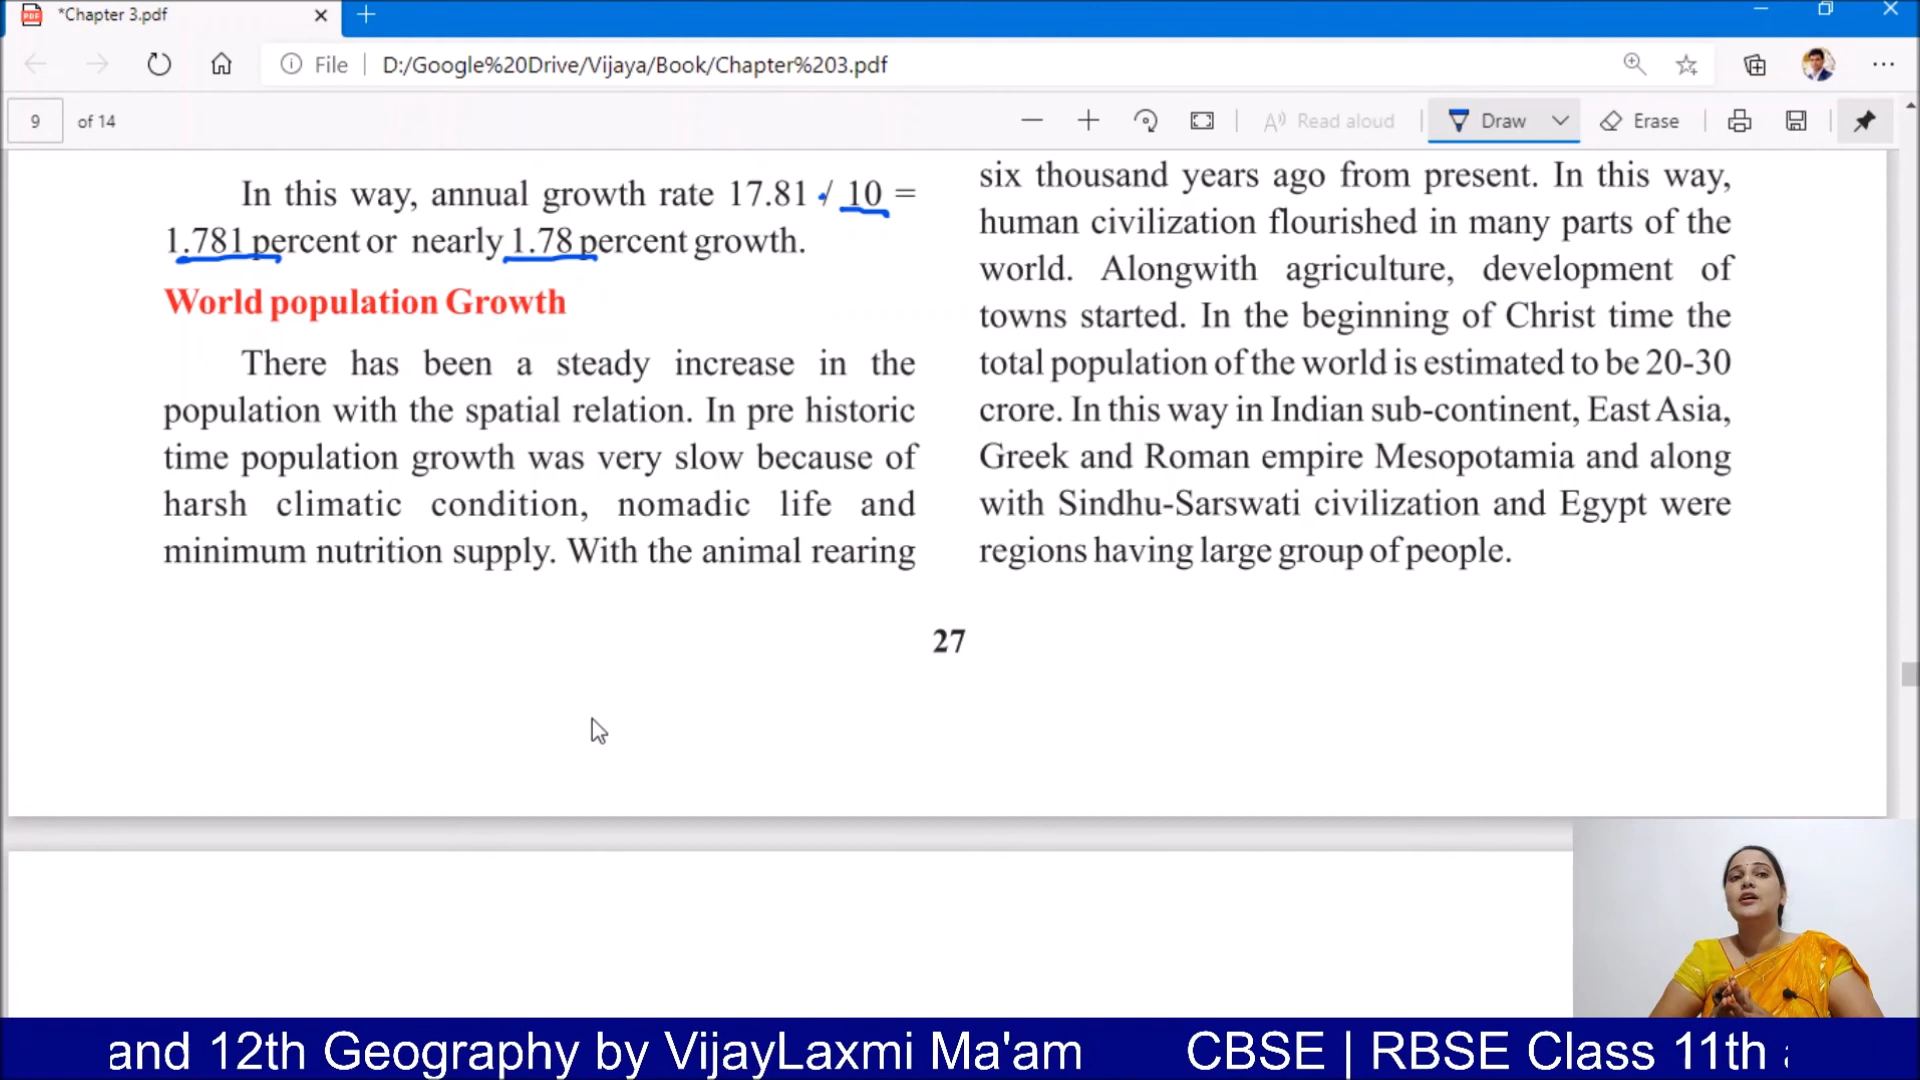 *Chapter 3.pdf
File
D:/Google%20Drive/Vijaya/Book/Chapter%203.pdf
9 of 14
Read aloud
Draw
Erase
In this way, annual growth rate 17.81 / 10 =
1.781 percent or nearly 1.78 percent growth.
World population Growth
There has been a steady increase in the
population with the spatial relation. In pre historic
time population growth was very slow because of
harsh climatic condition, nomadic life and
minimum nutrition supply. With the animal rearing
six thousand years ago from present. In this way,
human civilization flourished in many parts of the
world. Alongwith agriculture, development of
towns started. In the beginning of Christ time the
total population of the world is estimated to be 20-30
crore. In this way in Indian sub-continent, East Asia,
Greek and Roman empire Mesopotamia and along
with Sindhu-Sarswati civilization and Egypt were
regions having large group of people.
27
and 12th Geography by VijayLaxmi Ma'am CBSE | RBSE Class 11th